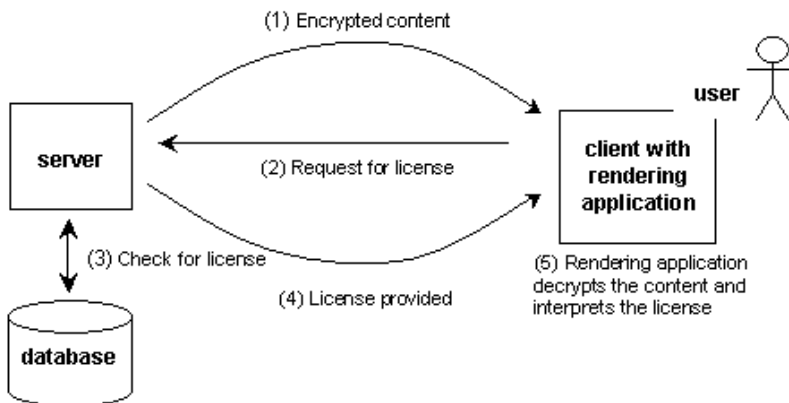 (1) Encrypted content
user
server
(2) Request for license
client with
rendering
application
(3) Check for license
(4) License provided
(5) Rendering application
decrypts the content and
interprets the license
database